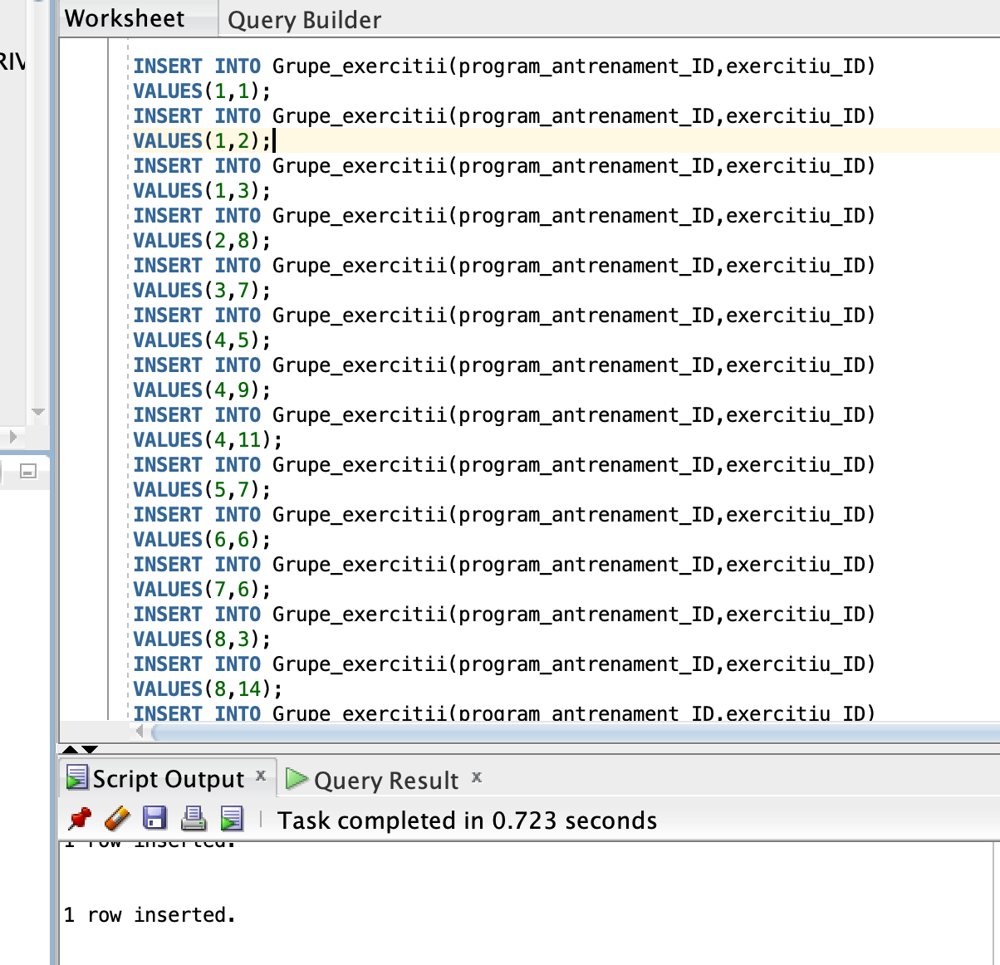 Worksheet
Query Builder
RIV
INSERT INTO Grupe_exercitii(program_antrenament_ID,exercitiu_ID)
VALUES(1,1);
INSERT INTO Grupe_exercitii(program_antrenament_ID,exercitiu_ID)
VALUES(1,2);
INSERT INTO Grupe_exercitii(program_antrenament_ID,exercitiu_ID)
VALUES(1,3);
INSERT INTO Grupe_exercitii(program_antrenament_ID,exercitiu_ID)
VALUES(2,8);
INSERT INTO Grupe_exercitii(program_antrenament_ID,exercitiu_ID)
VALUES(3,7);
INSERT INTO Grupe_exercitii(program_antrenament_ID,exercitiu_ID)
VALUES(4,5);
INSERT INTO Grupe_exercitii(program_antrenament_ID,exercitiu_ID)
VALUES(4,9);
INSERT INTO Grupe_exercitii(program_antrenament_ID,exercitiu_ID)
VALUES(4,11);
INSERT INTO Grupe_exercitii(program_antrenament_ID,exercitiu_ID)
VALUES(5,7);
INSERT INTO Grupe_exercitii(program_antrenament_ID,exercitiu_ID)
VALUES(6,6);
INSERT INTO Grupe_exercitii(program_antrenament_ID,exercitiu_ID)
VALUES(7,6);
INSERT INTO Grupe_exercitii(program_antrenament_ID,exercitiu_ID)
VALUES(8,3);
INSERT INTO Grupe_exercitii(program_antrenament_ID,exercitiu_ID)
VALUES(8,14);
INSERT INTO Grupe_exercitii(program_antrenament_ID,exercitiu_ID)
Script Output
Query Result
Task completed in 0.723 seconds
1 row inserted.
1 row inserted.